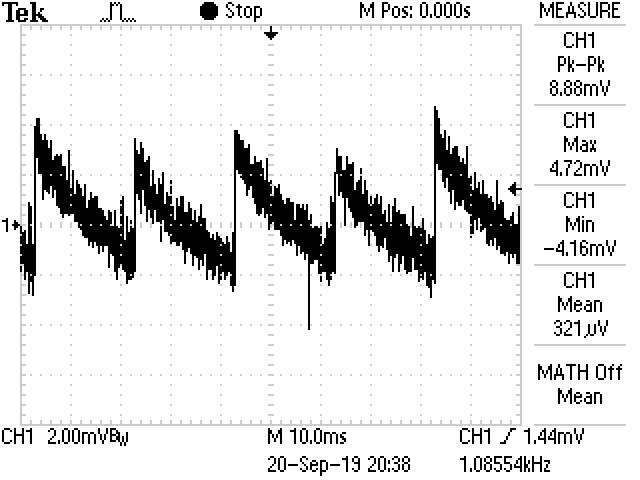 Tek Stop M Pos: 0.000s MEASURE
CH1
Pk-Pk
8.88mV
CH1
Max
4.72mV
CH1
Min
-4.16mV
CH1
Mean
321µV
MATH Off
Mean
1
CH1 2.00mVBW M 10.0ms CH1 1.44mV
20-Sep-19 20:38 1.08554kHz